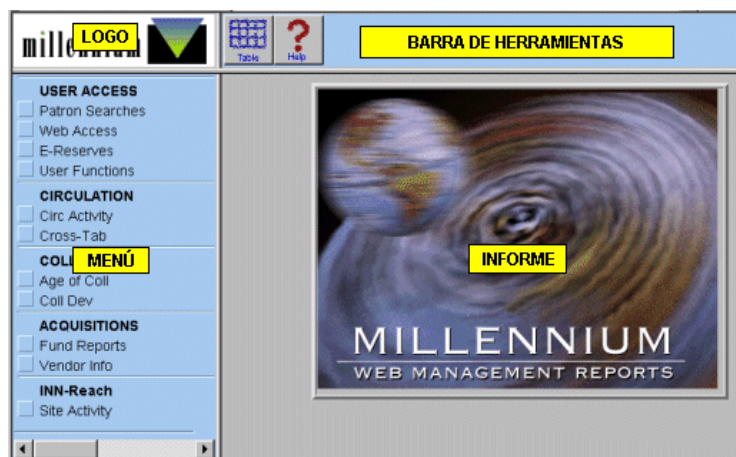 millennium
LOGO
Table
Help
BARRA DE HERRAMIENTAS
USER ACCESS
Patron Searches
Web Access
E-Reserves
User Functions
CIRCULATION
Circ Activity
Cross-Tab
COLL
MENÚ
Age of Coll
Coll Dev
ACQUISITIONS
Fund Reports
Vendor Info
INN-Reach
Site Activity
INFORME
MILLENNIUM
WEB MANAGEMENT REPORTS